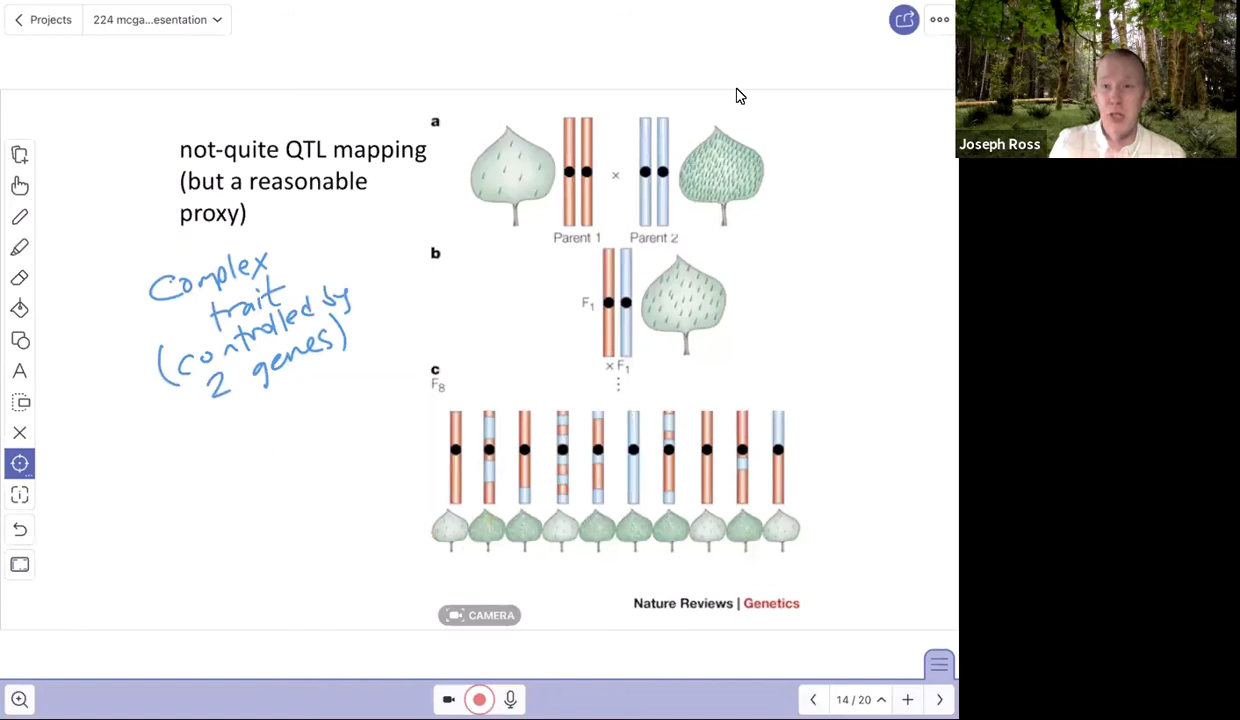 Projects
224 mcga...esentation
Joseph Ross
not-quite QTL mapping
(but a reasonable
proxy)
Complex
trait
(controlled by
2 genes)
a
×
Parent 1
Parent 2
b
F1
× F1
c
F8
Nature Reviews | Genetics
CAMERA
A
14 / 20